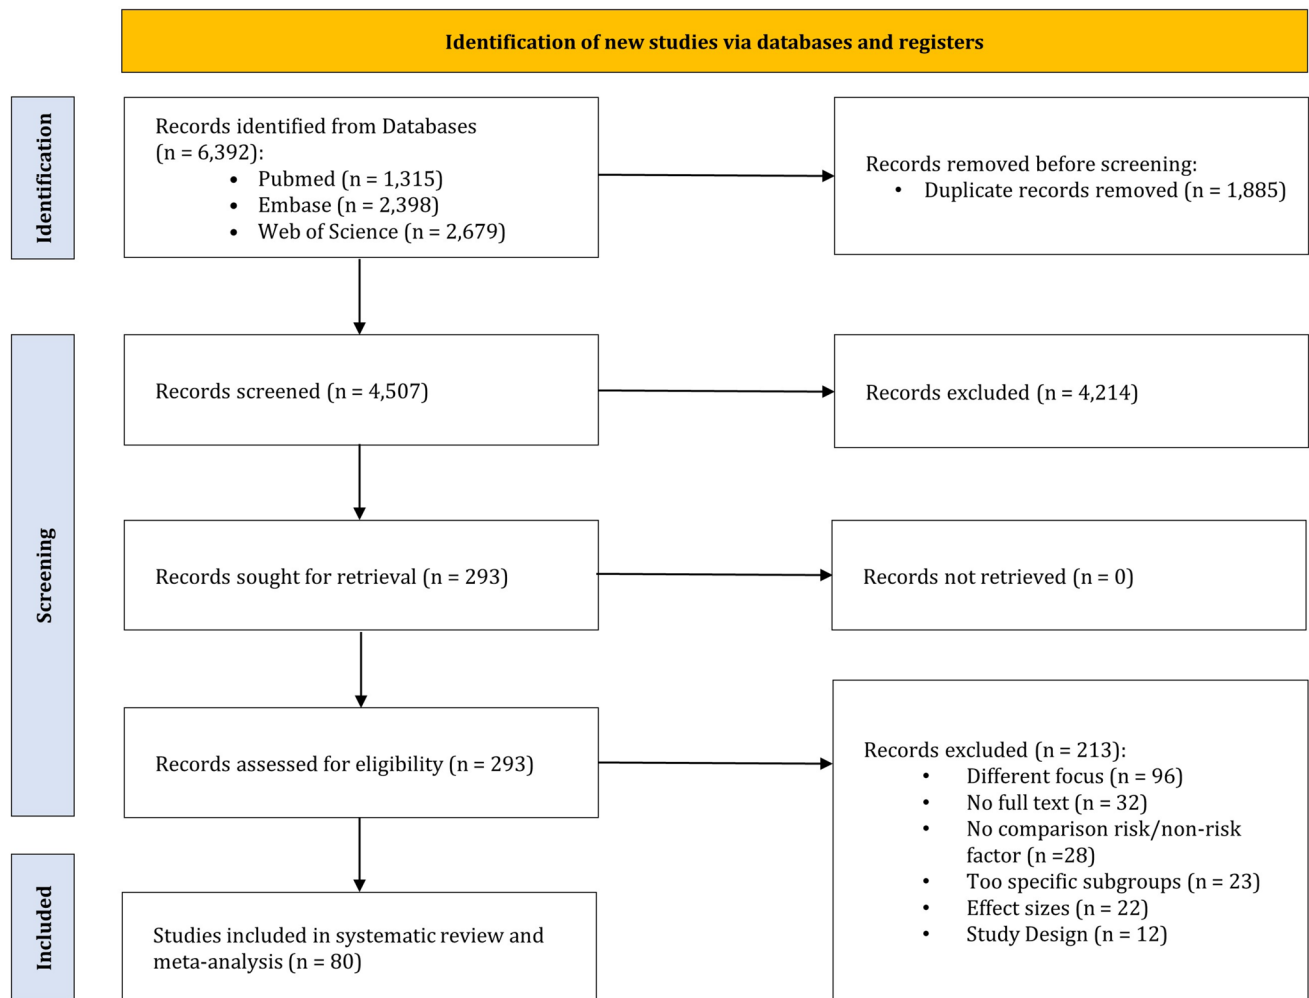 Identification of new studies via databases and registers
Identification
Records identified from Databases
(n = 6,392):
• Pubmed (n = 1,315)
• Embase (n = 2,398)
• Web of Science (n = 2,679)
Records removed before screening:
• Duplicate records removed (n = 1,885)
Screening
Records screened (n = 4,507)
Records excluded (n = 4,214)
Records sought for retrieval (n = 293)
Records not retrieved (n = 0)
Records assessed for eligibility (n = 293)
Records excluded (n = 213):
• Different focus (n = 96)
• No full text (n = 32)
• No comparison risk/non-risk
factor (n =28)
• Too specific subgroups (n = 23)
• Effect sizes (n = 22)
• Study Design (n = 12)
Included
Studies included in systematic review and
meta-analysis (n = 80)